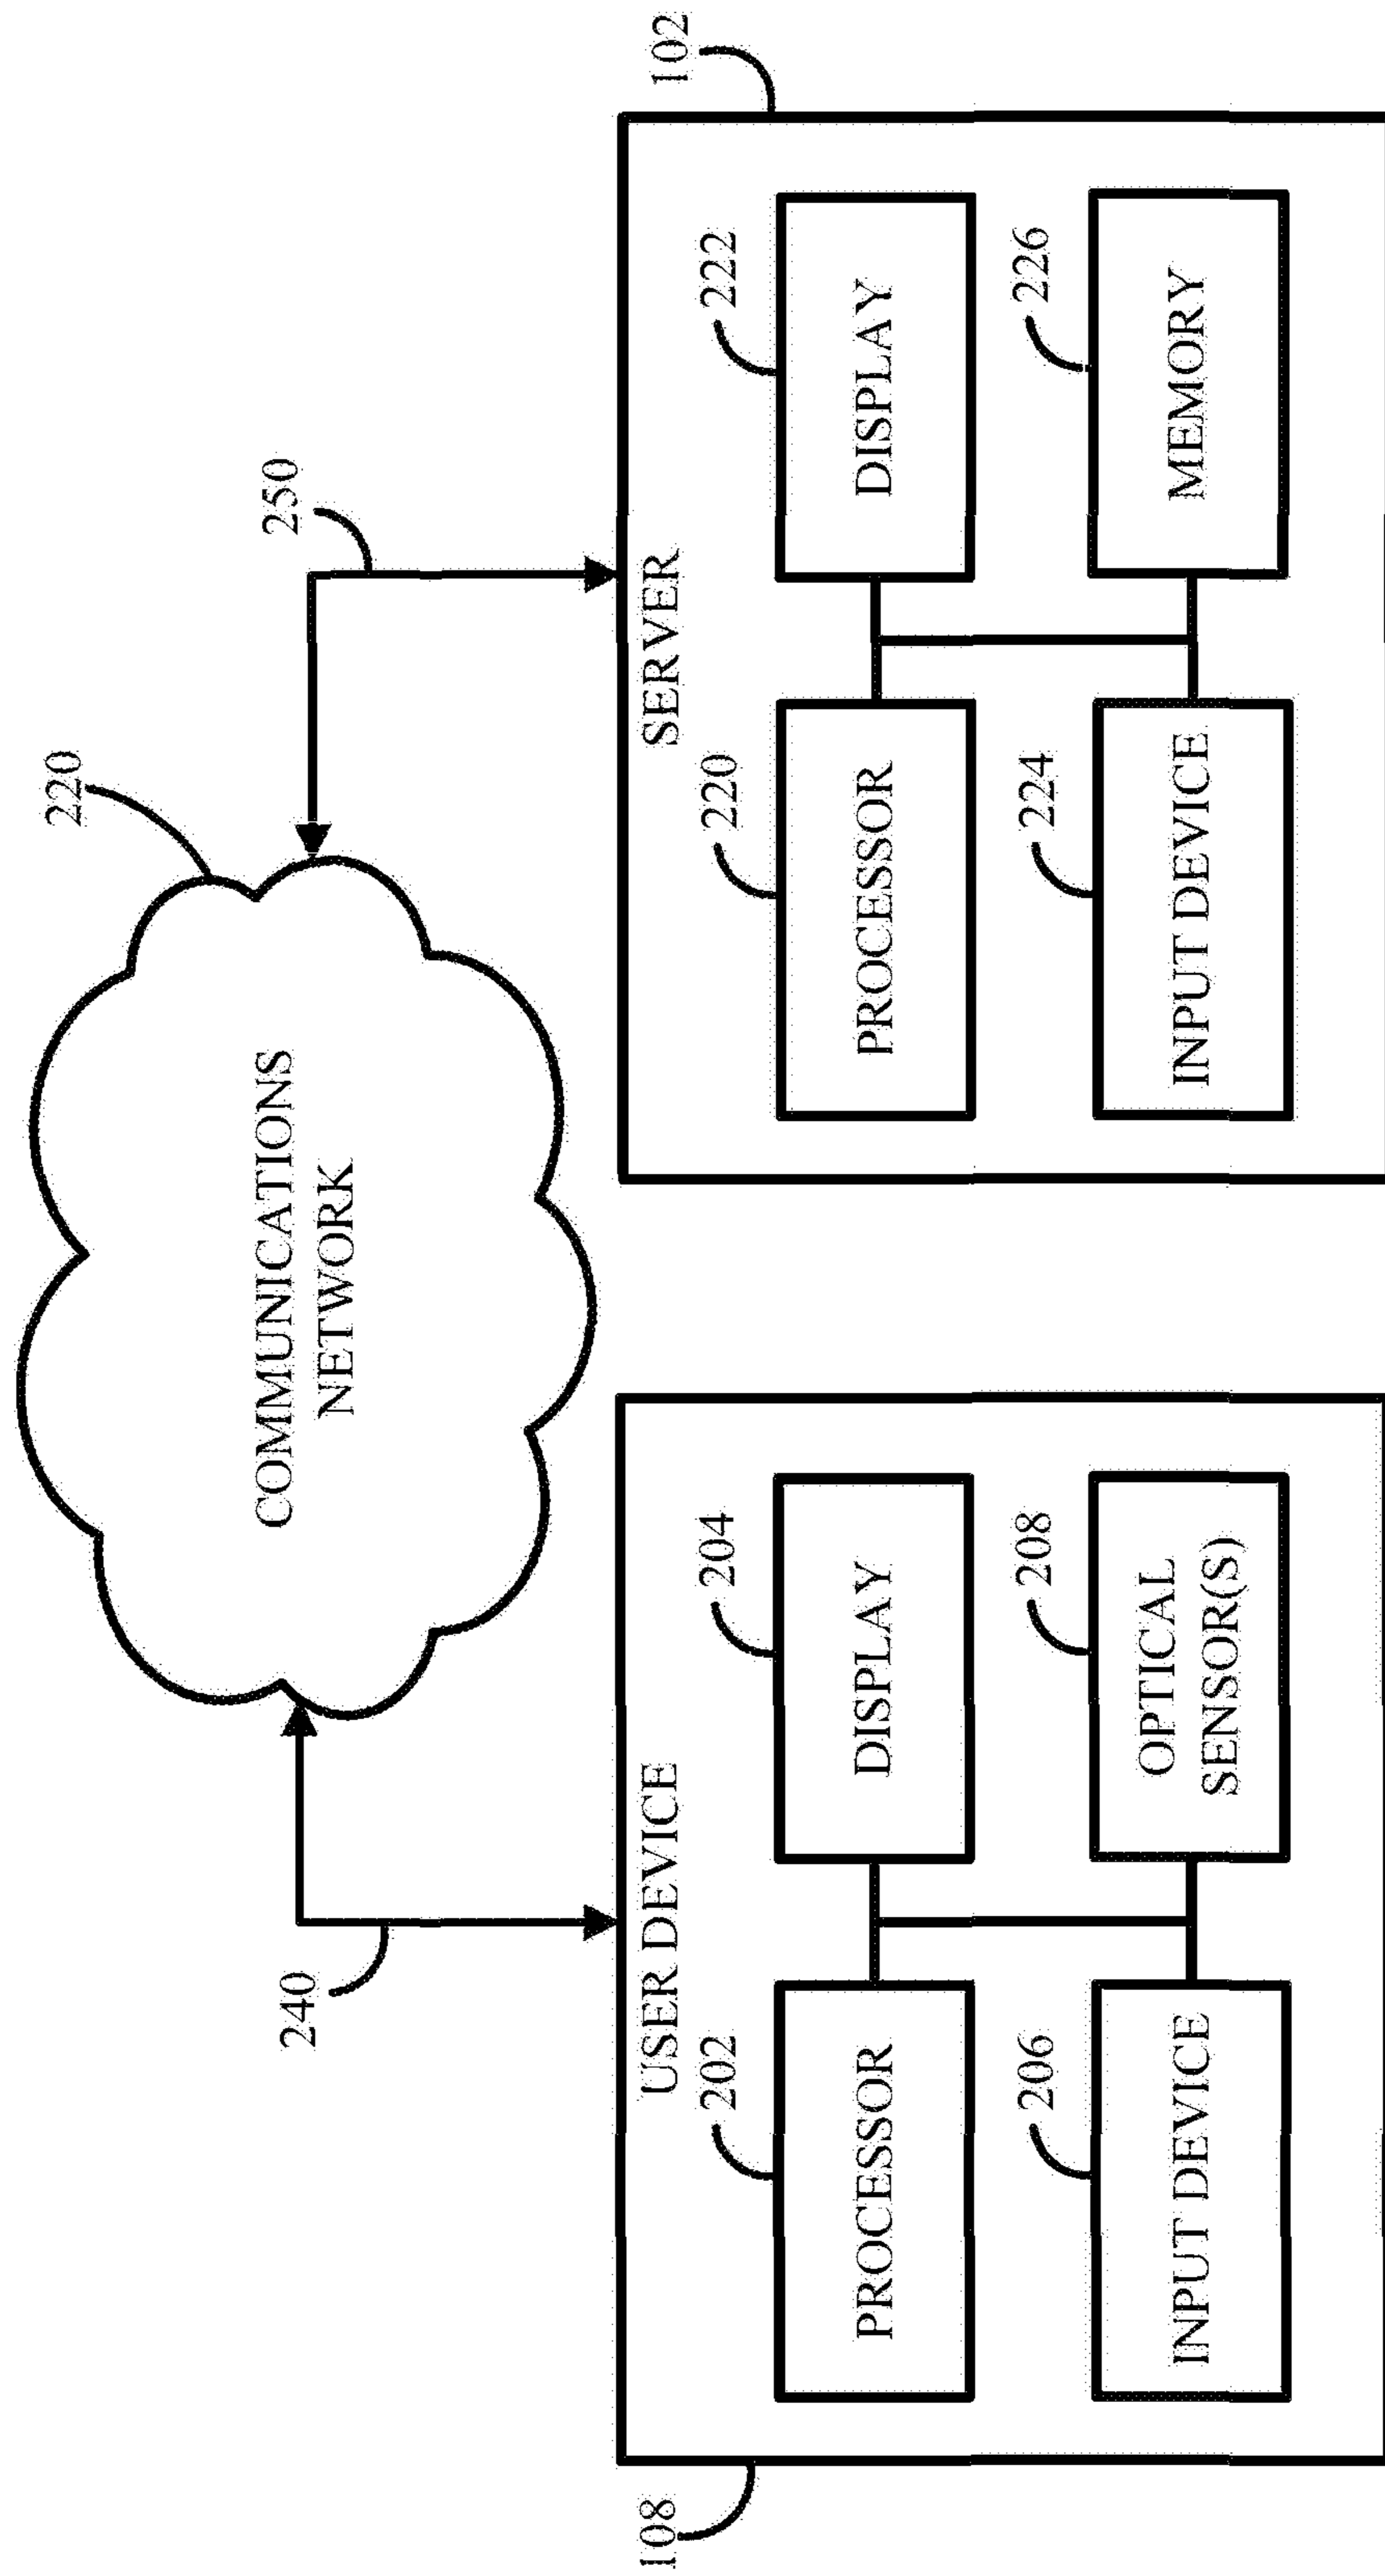 220
COMMUNICATIONS
NETWORK
240
250
108
USER DEVICE
202
PROCESSOR
204
DISPLAY
206
INPUT DEVICE
208
OPTICAL
SENSOR(S)
102
SERVER
220
PROCESSOR
222
DISPLAY
224
INPUT DEVICE
226
MEMORY